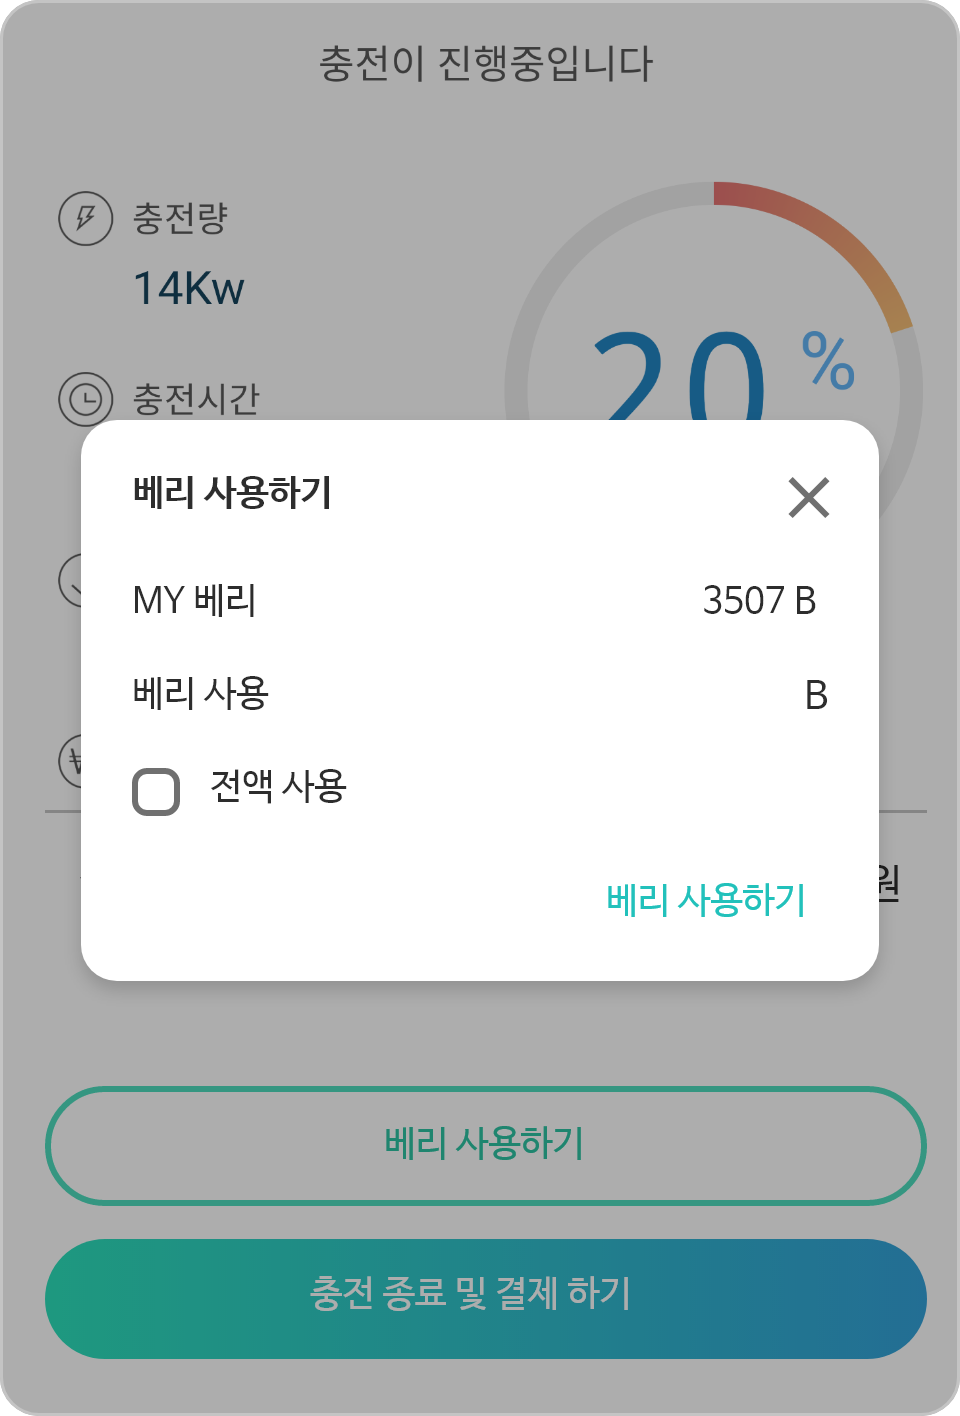 충전이 진행중입니다
충전량
14Kw
20 %
충전시간
베리 사용하기
MY 베리 3507 B
베리 사용 B
전액 사용
₩
원
베리 사용하기
베리 사용하기
충전 종료 및 결제 하기